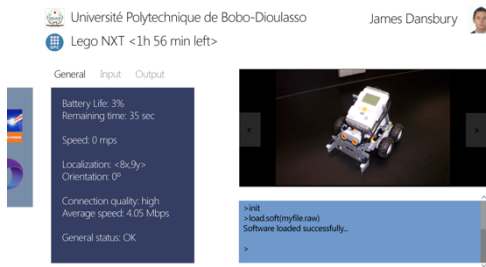 Université Polytechnique de Bobo-Dioulasso
James Dansbury
Lego NXT <1h 56 min left>
General Input Output
Battery Life: 3%
Remaining time: 35 sec
Speed: 0 mps
Localization: <8x,9y>
Orientation: 0º
Connection quality: high
Average speed: 4.05 Mbps
General status: OK
< >
>init
>load.soft(myfile.raw)
Software loaded successfully...
>